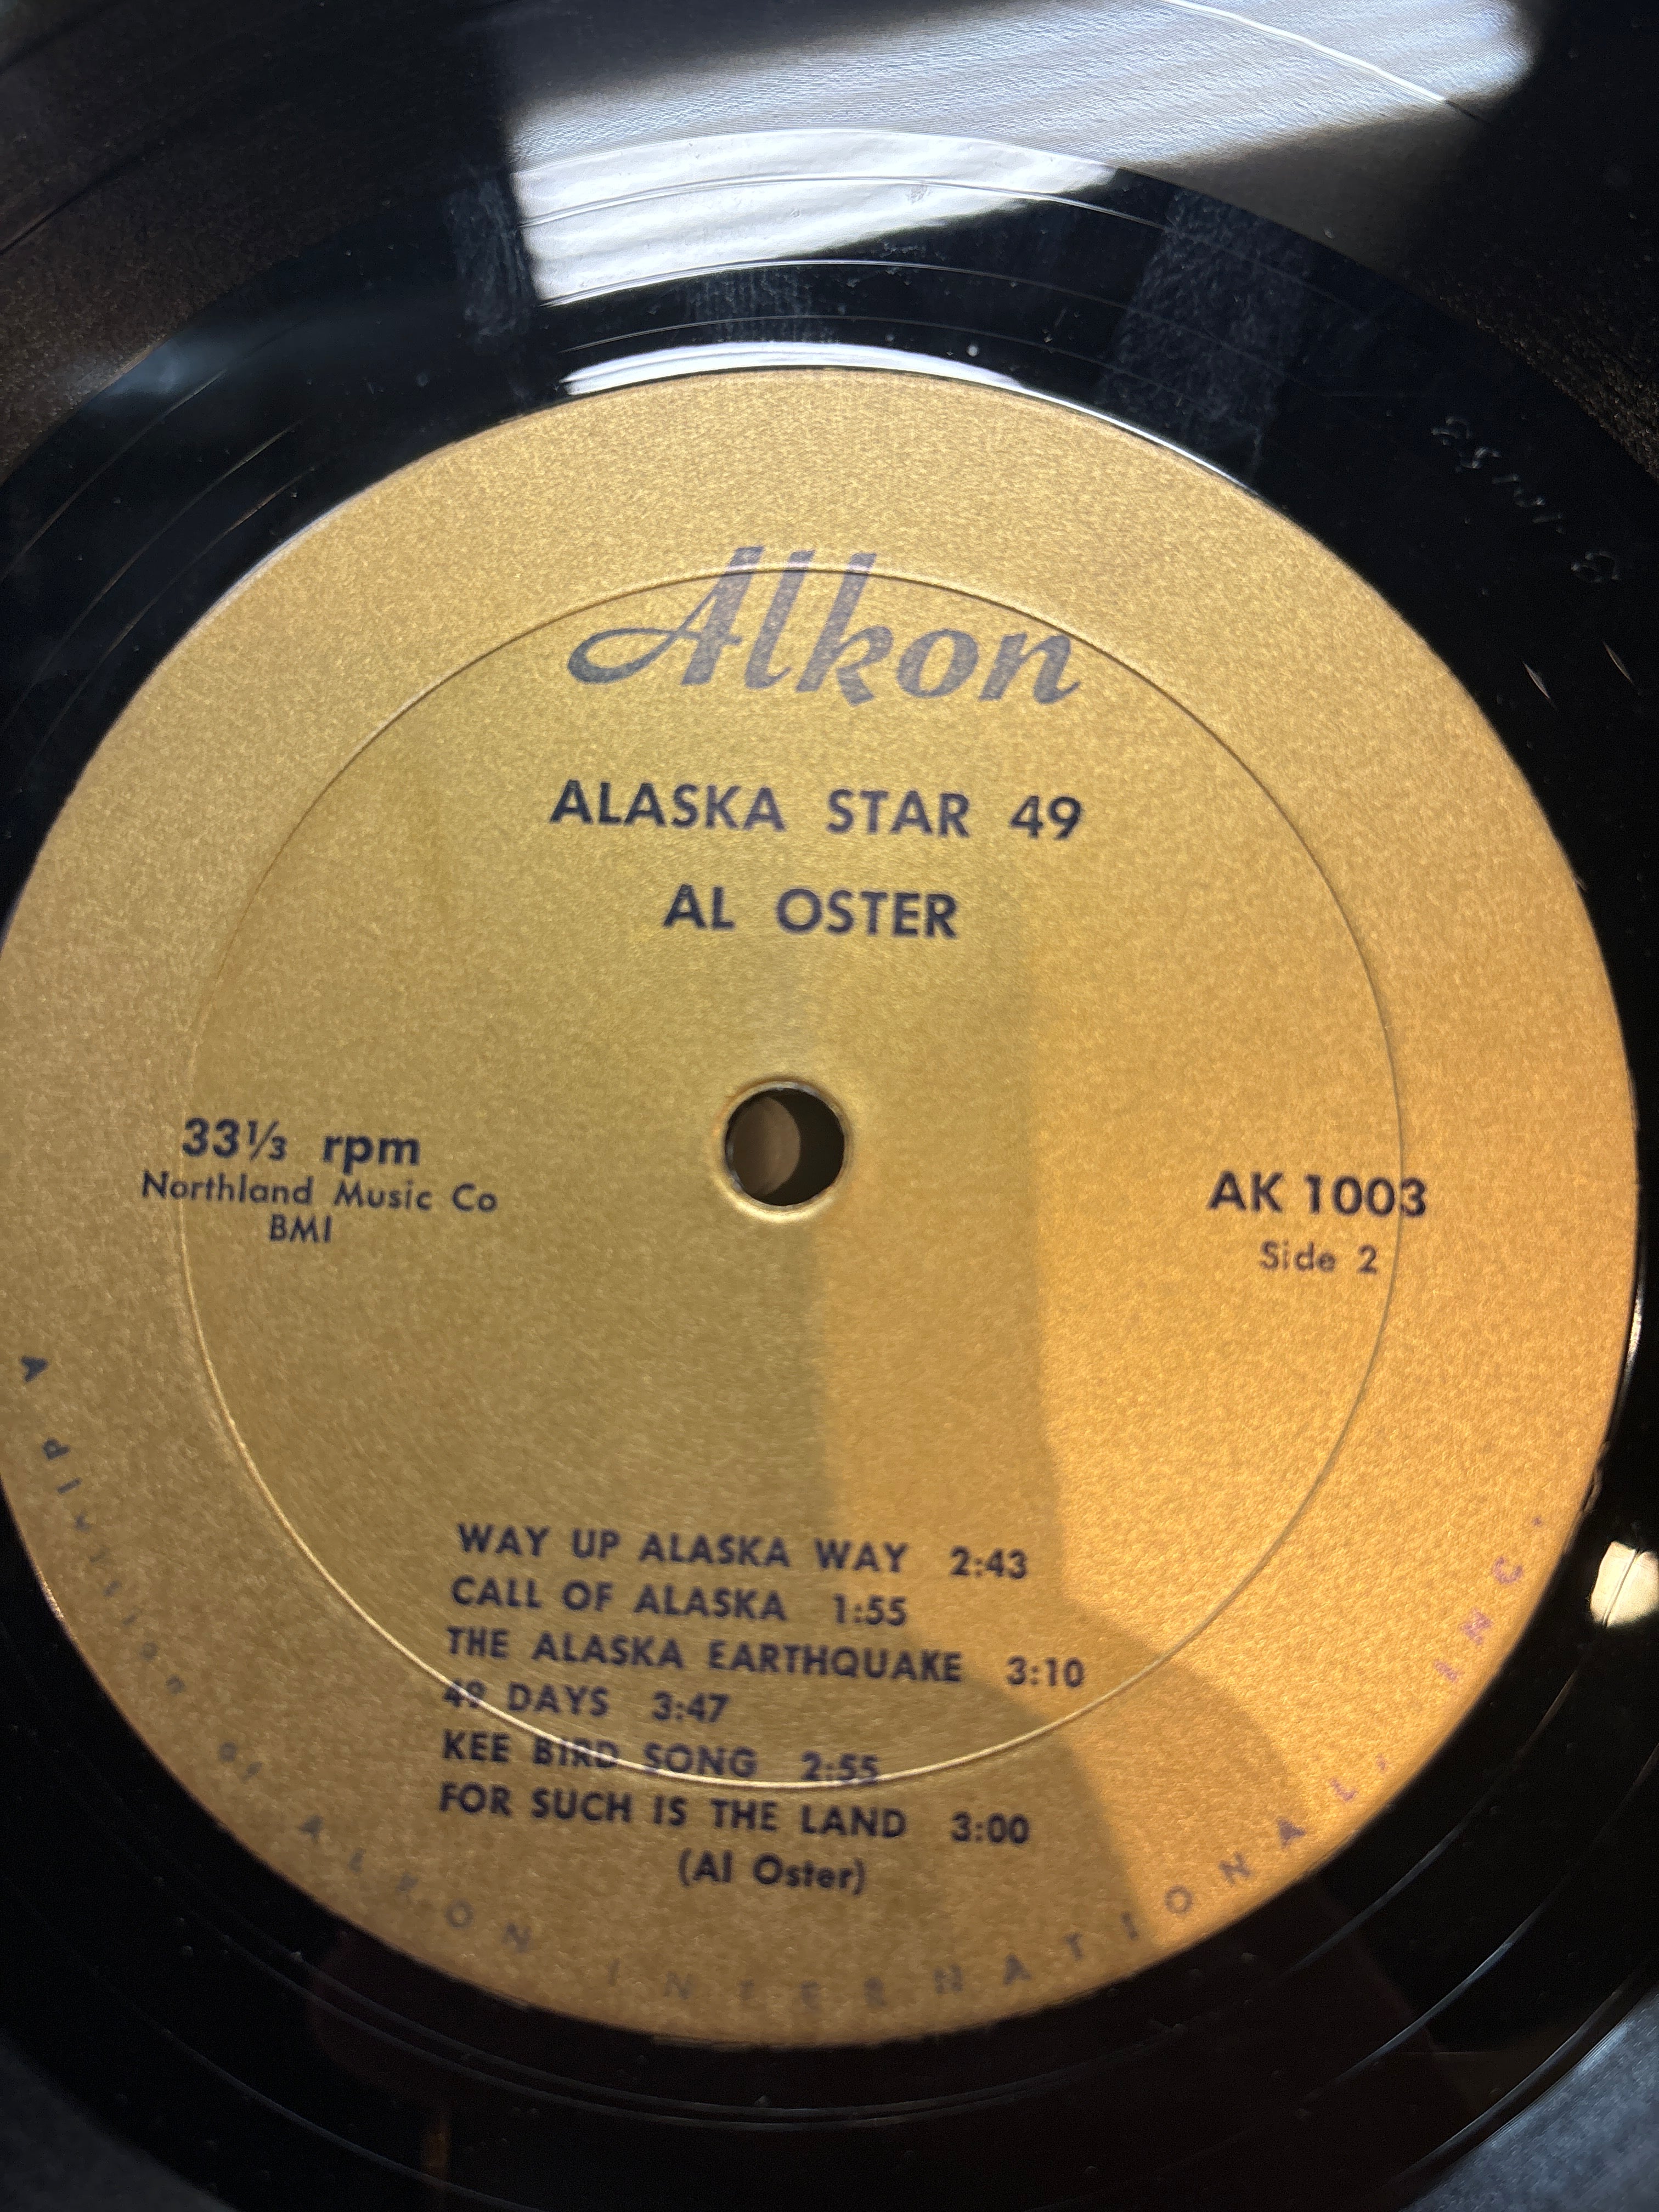 Alkon
ALASKA STAR 49
AL OSTER
33⅓ rpm
Northland Music Co
BMI
AK 1003
Side 2
WAY UP ALASKA WAY 2:43
CALL OF ALASKA 1:55
THE ALASKA EARTHQUAKE 3:10
49 DAYS 3:47
KEE BIRD SONG 2:55
FOR SUCH IS THE LAND 3:00
(Al Oster)
A division of ALKON INTERNATIONAL, INC.